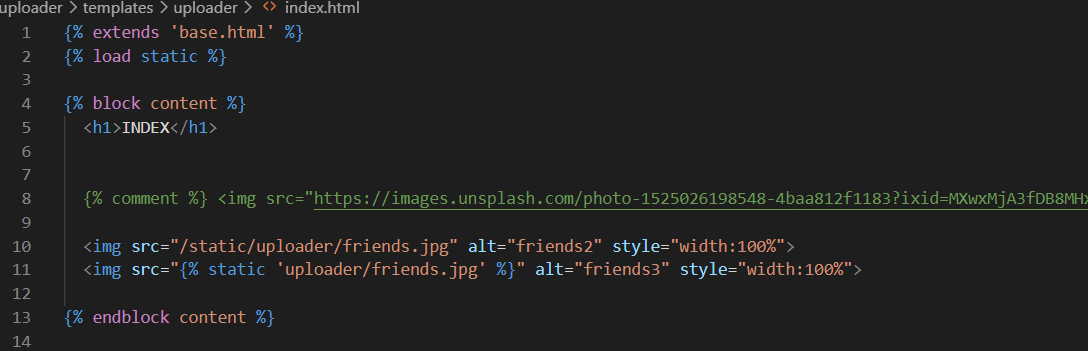 uploader > templates > uploader > <> index.html
1 {% extends 'base.html' %}
2 {% load static %}
3
4 {% block content %}
5 <h1>INDEX</h1>
6
7
8 {% comment %} <img src="https://images.unsplash.com/photo-1525026198548-4baa812f1183?ixid=MXwxMjA3fDB8MHx
9
10 <img src="/static/uploader/friends.jpg" alt="friends2" style="width:100%">
11 <img src="{% static 'uploader/friends.jpg' %}" alt="friends3" style="width:100%">
12
13 {% endblock content %}
14